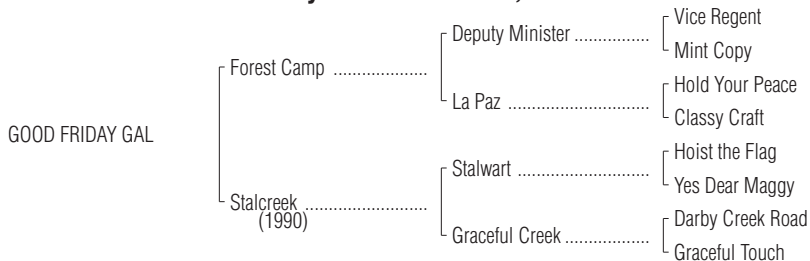 Vice Regent
Deputy Minister ................
Mint Copy
Forest Camp .....................
Hold Your Peace
La Paz ............................
Classy Craft
GOOD FRIDAY GAL
Hoist the Flag
Stalwart ..........................
Yes Dear Maggy
Stalcreek ...........................
(1990)
Darby Creek Road
Graceful Creek ..................
Graceful Touch